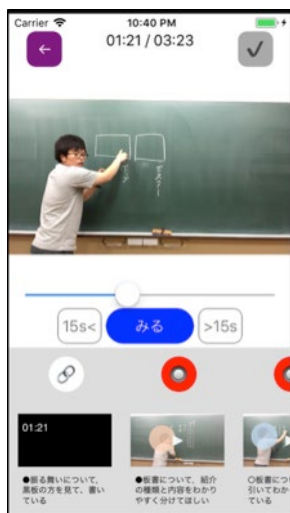 Carrier 10:40 PM
01:21 / 03:23
15s< みる >15s
01:21
●振る舞いについて,
黒板の方を見て、書い
ている
●板書について, 紹介
の種類と内容をわかり
やすく分けてほしい
○板書につ
引いてわか
ている